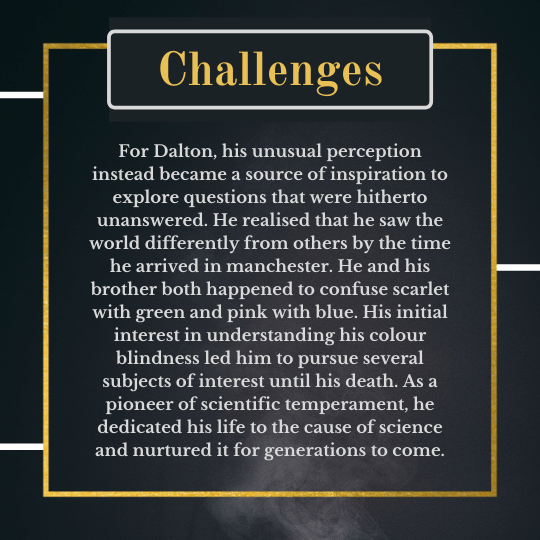 Challenges
For Dalton, his unusual perception
instead became a source of inspiration to
explore questions that were hitherto
unanswered. He realised that he saw the
world differently from others by the time
he arrived in manchester. He and his
brother both happened to confuse scarlet
with green and pink with blue. His initial
interest in understanding his colour
blindness led him to pursue several
subjects of interest until his death. As a
pioneer of scientific temperament, he
dedicated his life to the cause of science
and nurtured it for generations to come.